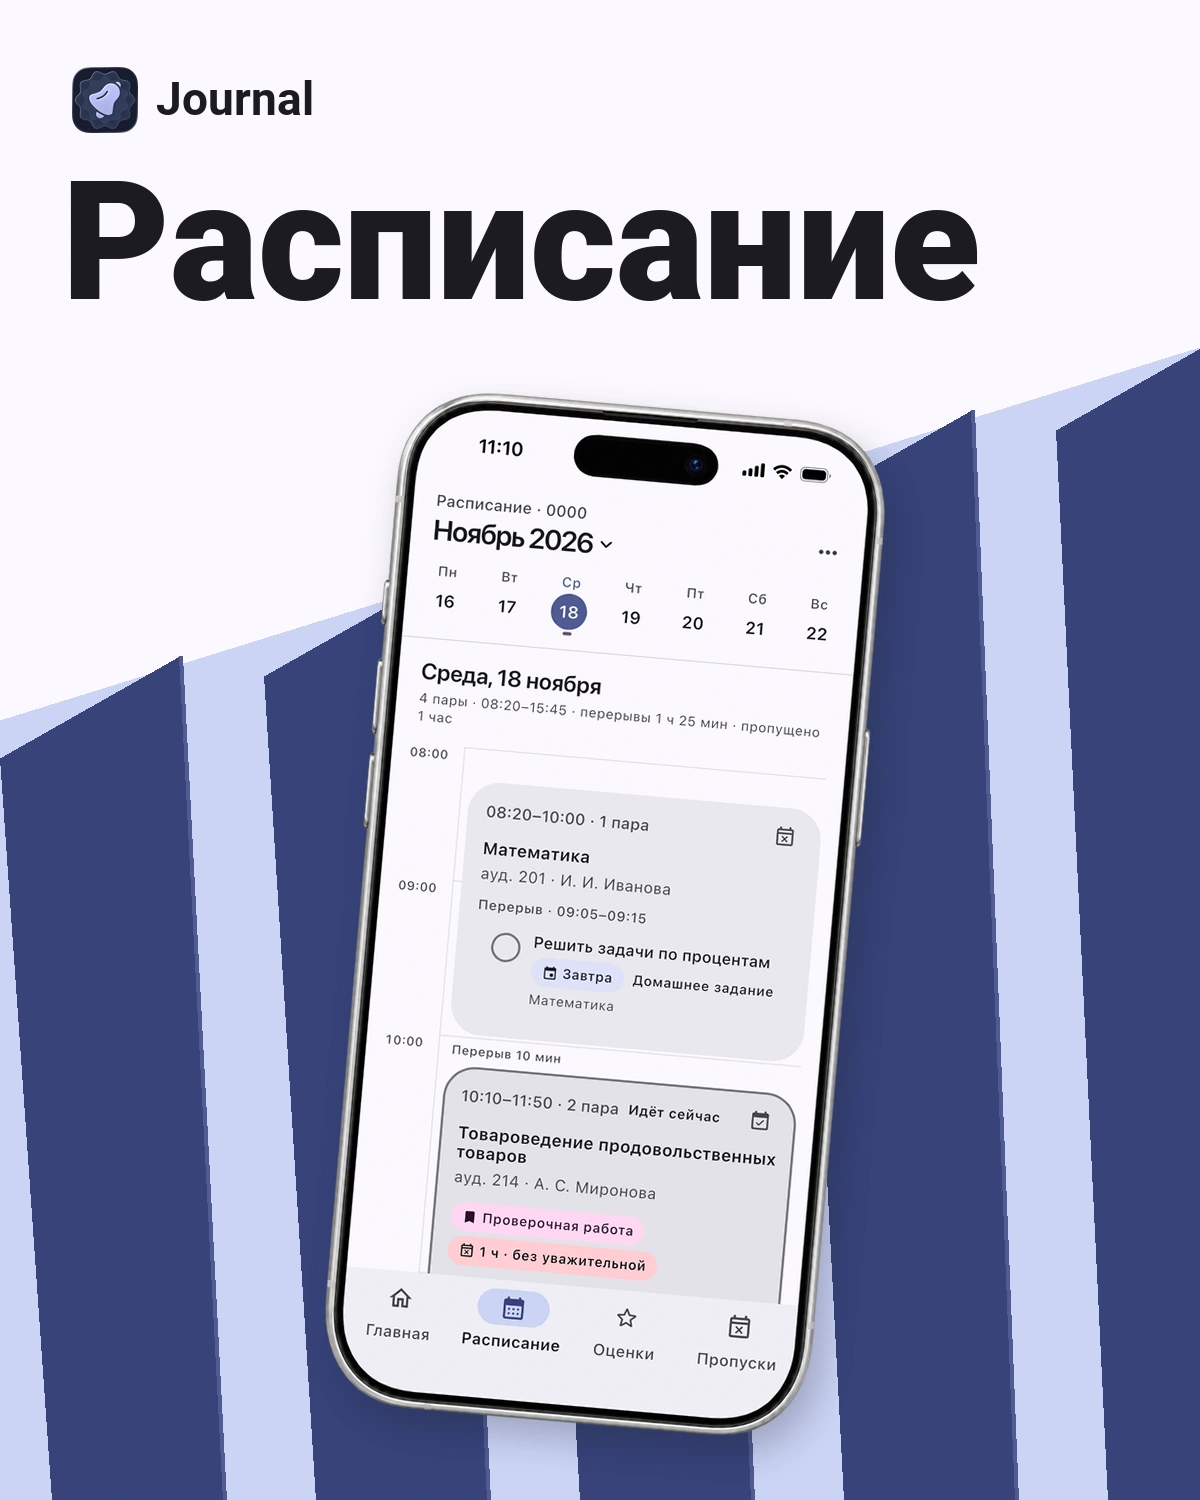 Journal
Расписание
11:10
Расписание · 0000
Ноябрь 2026
Пн Вт Ср Чт Пт Сб Вс
16 17 18 19 20 21 22
Среда, 18 ноября
4 пары · 08:20–15:45 · перерывы 1 ч 25 мин · пропущено
1 час
08:00
08:20–10:00 · 1 пара
Математика
ауд. 201 · И. И. Иванова
09:00
Перерыв · 09:05–09:15
Решить задачи по процентам
Завтра Домашнее задание
Математика
10:00
Перерыв 10 мин
10:10–11:50 · 2 пара Идёт сейчас
Товароведение продовольственных
товаров
ауд. 214 · А. С. Миронова
Проверочная работа
1 ч · без уважительной
Главная Расписание Оценки Пропуски